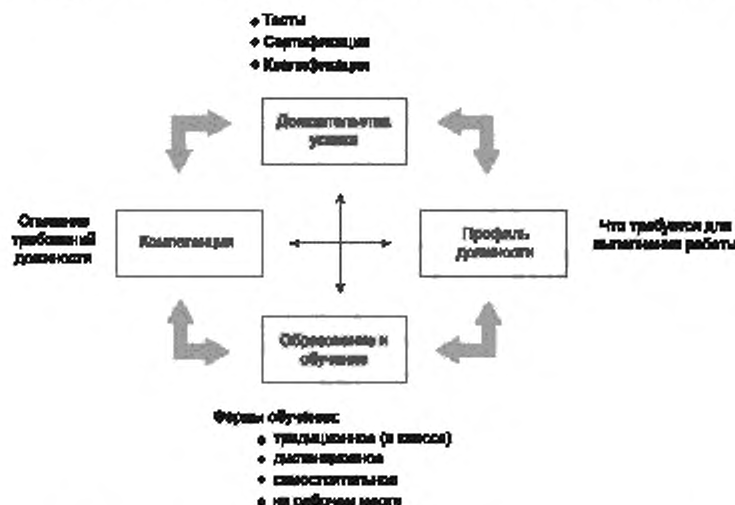 Тесты
Сертификация
Квалификация
Доказательства
успеха
Описание
требований
должности
Компетенция
Профиль
должности
Что требуется для
выполнения работы
Образование и
обучение
Формы обучения:
традиционное (в классе)
дистанционное
самостоятельное
на рабочем месте